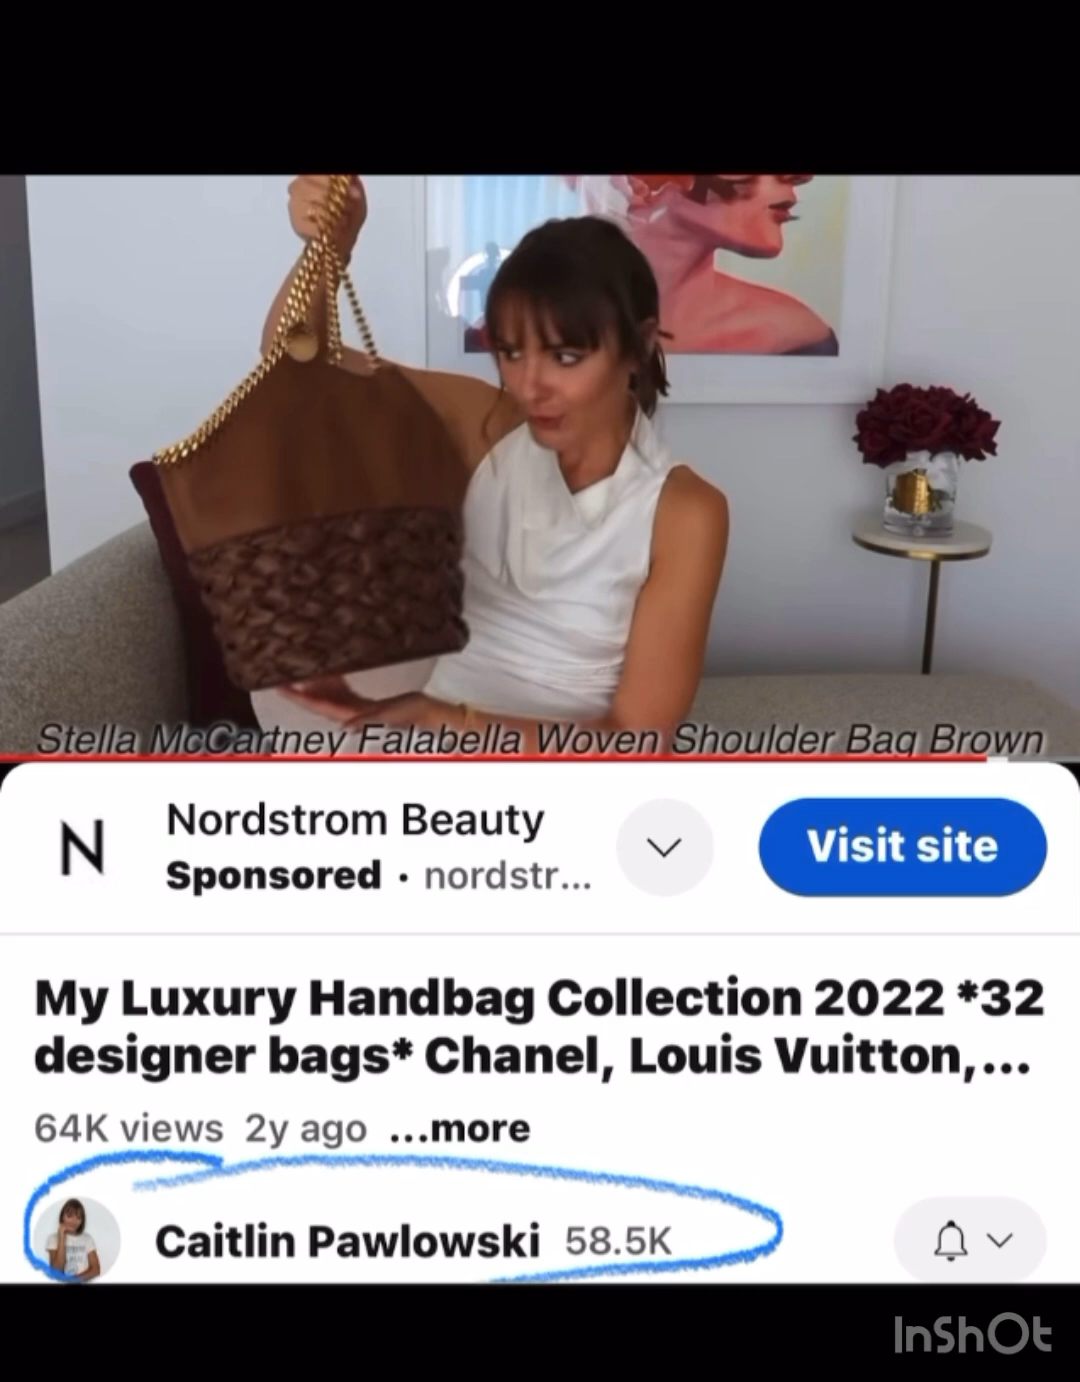 Stella McCartney Falabella Woven Shoulder Bag Brown
N
Nordstrom Beauty
Sponsored • nordstr...
Visit site
My Luxury Handbag Collection 2022 *32
designer bags* Chanel, Louis Vuitton,...
64K views 2y ago ...more
Caitlin Pawlowski 58.5K
InShOt